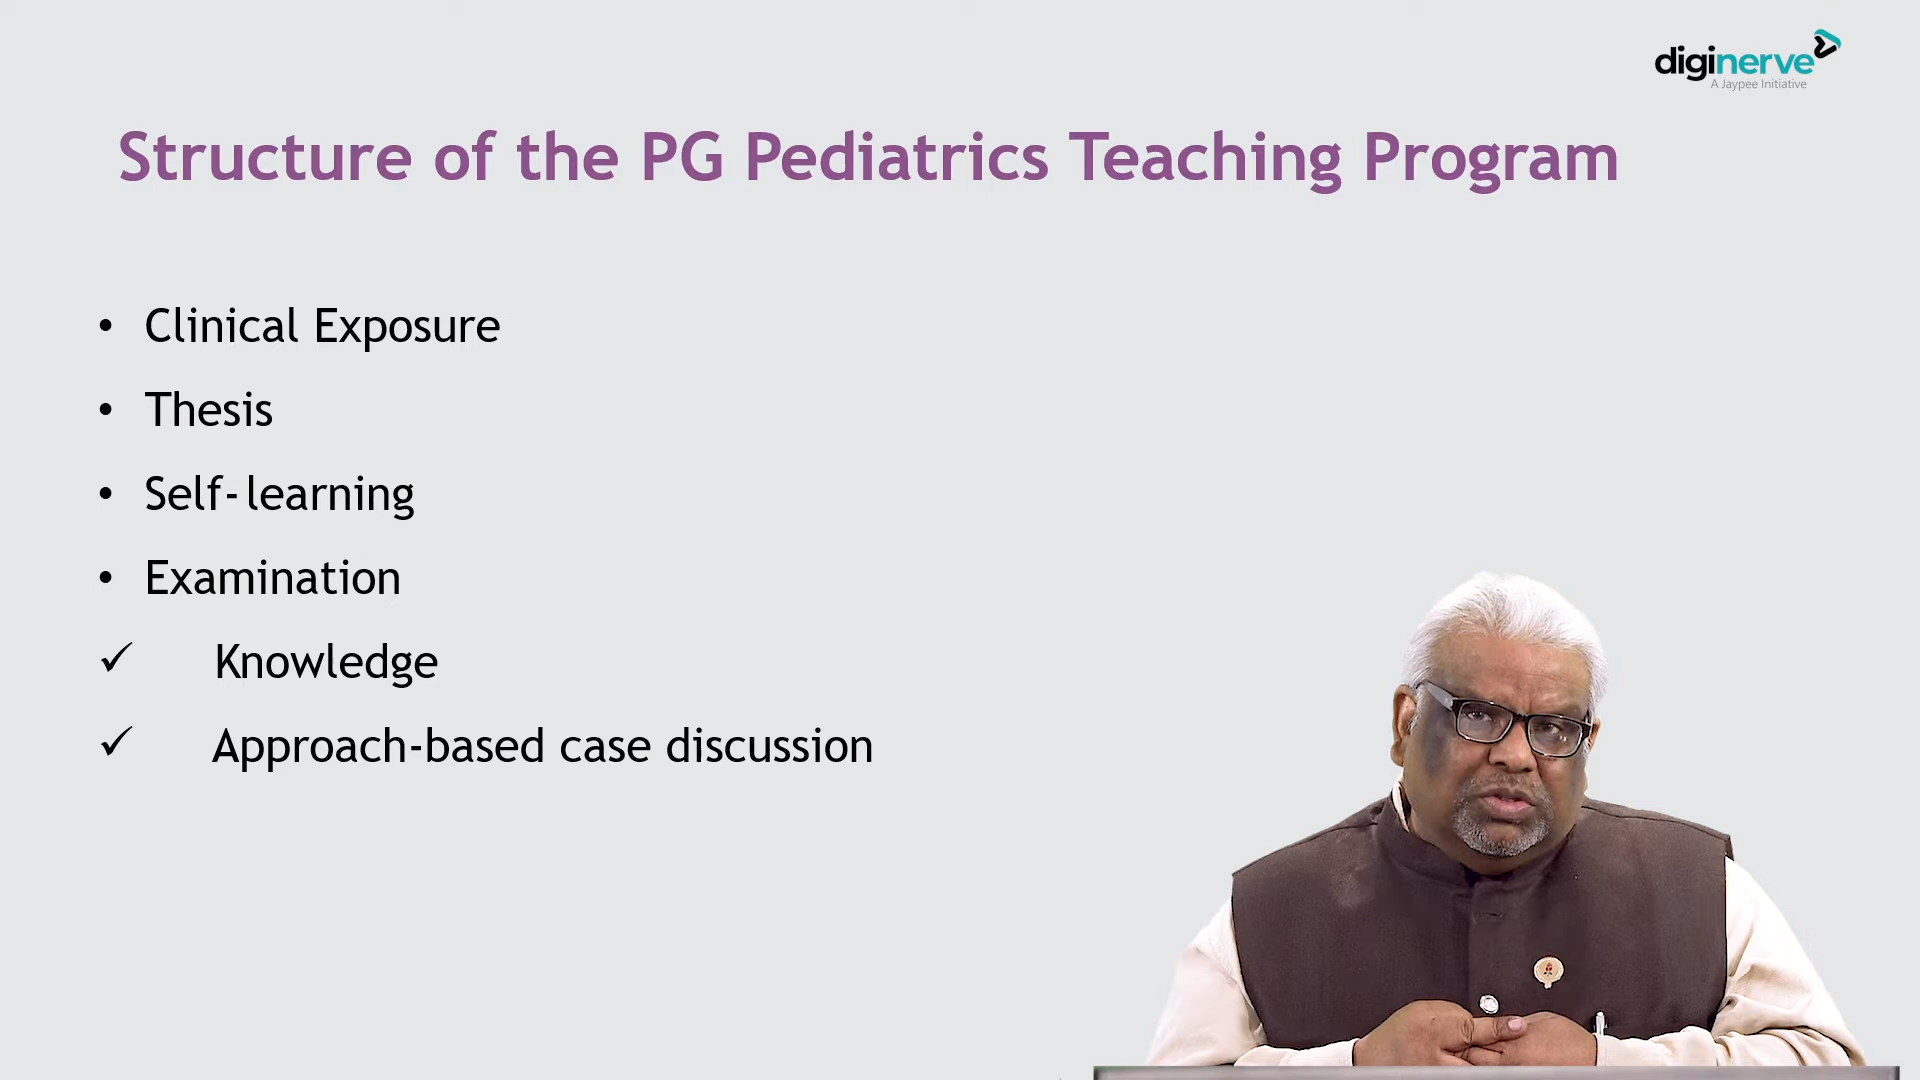 diginerve
A Jaypee Initiative
Structure of the PG Pediatrics Teaching Program
• Clinical Exposure
• Thesis
• Self-learning
• Examination
✓ Knowledge
✓ Approach-based case discussion